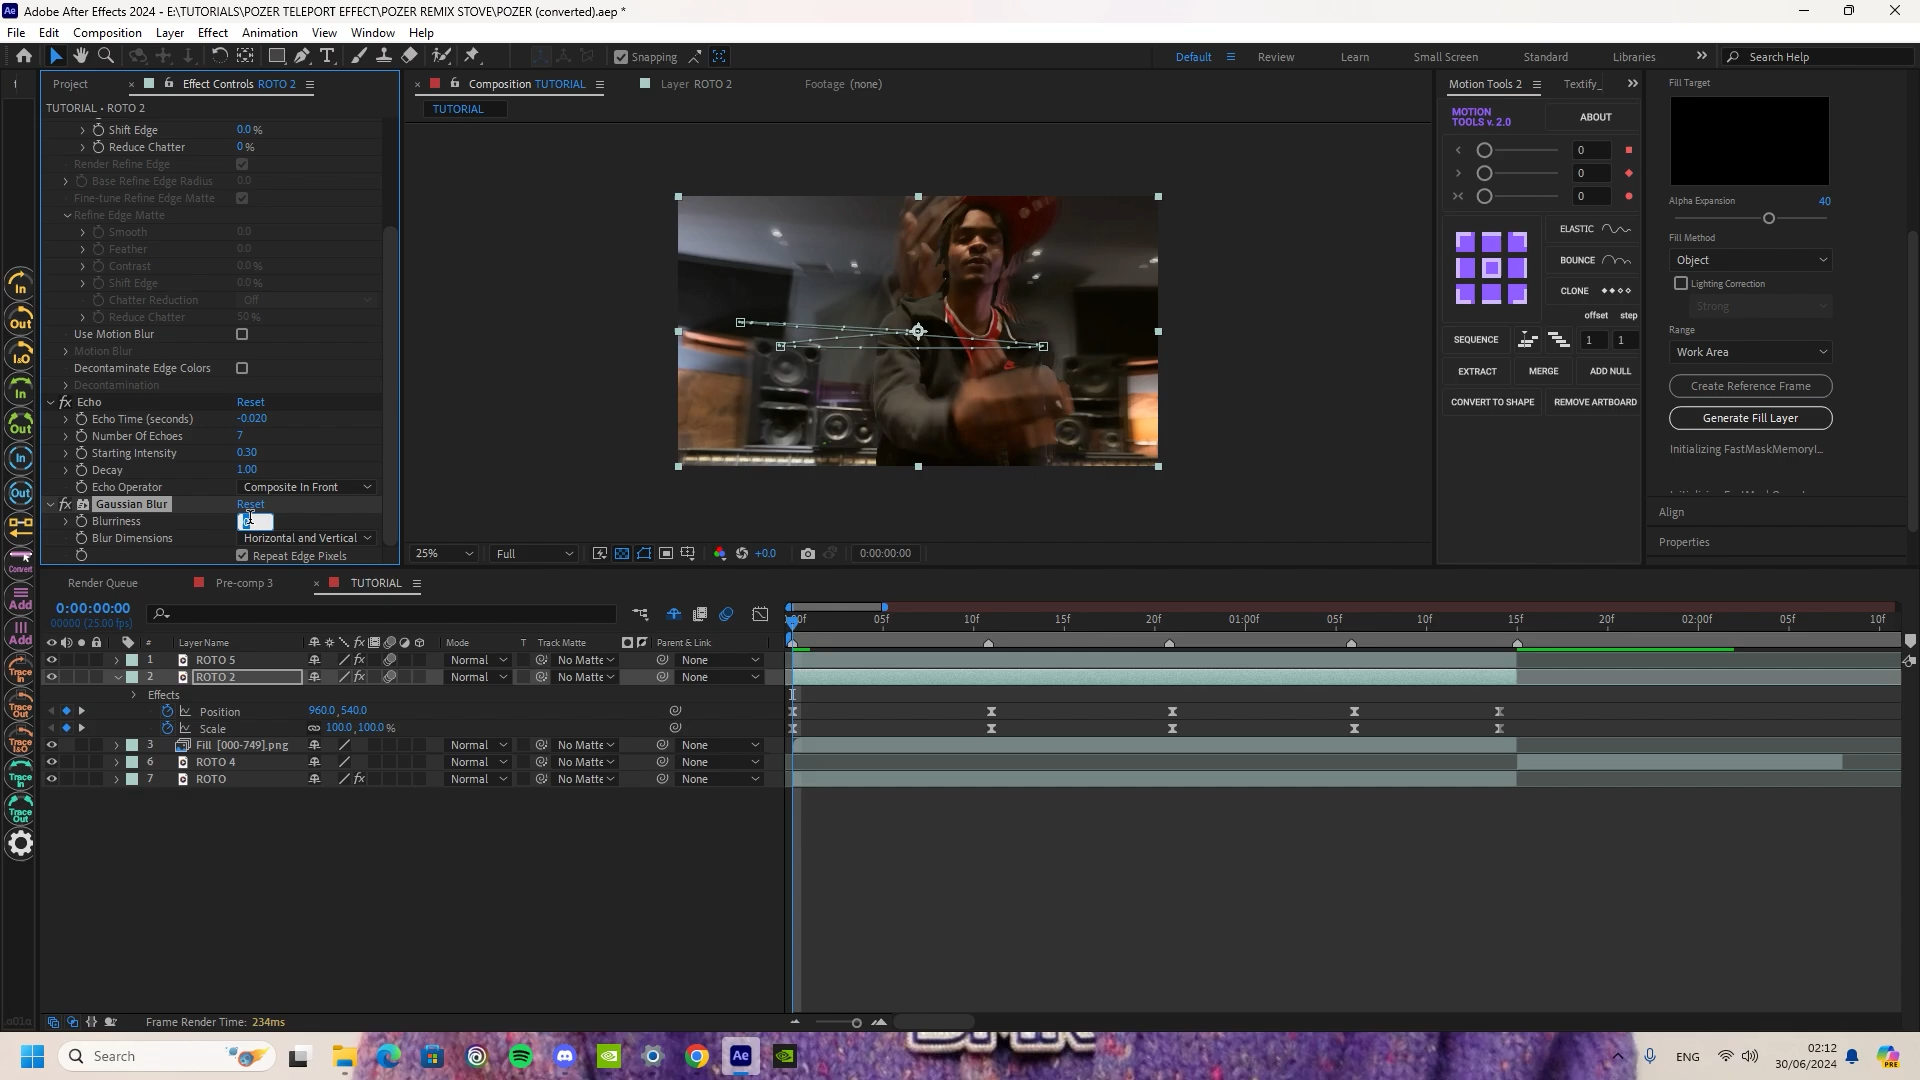 Adobe After Effects 2024 - E:\TUTORIALS\POZER TELEPORT EFFECT\POZER REMIX STOVE\POZER (converted).aep *
File Edit Composition Layer Effect Animation View Window Help
Snapping
Default Review Learn Small Screen Standard Libraries Search Help
Project Effect Controls ROTO 2
TUTORIAL • ROTO 2
Shift Edge 0.0 %
Reduce Chatter 0 %
Render Refine Edge
Base Refine Edge Radius 0.0
Fine-tune Refine Edge Matte
Refine Edge Matte
Smooth 0.0
Feather 0.0
Contrast 0.0 %
Shift Edge 0.0 %
Chatter Reduction Off
Reduce Chatter 50 %
Use Motion Blur
Motion Blur
Decontaminate Edge Colors
Decontamination
fx Echo Reset
Echo Time (seconds) -0.020
Number Of Echoes 7
Starting Intensity 0.30
Decay 1.00
Echo Operator Composite In Front
fx Gaussian Blur Reset
Blurriness
Blur Dimensions Horizontal and Vertical
Repeat Edge Pixels
Composition TUTORIAL Layer ROTO 2 Footage (none)
TUTORIAL
25% Full +0.0 0:00:00:00
Motion Tools 2 Textify_
MOTION
TOOLS v. 2.0
ABOUT
0
0
0
ELASTIC
BOUNCE
CLONE
offset step
SEQUENCE 1 1
EXTRACT MERGE ADD NULL
CONVERT TO SHAPE REMOVE ARTBOARD
Fill Target
Alpha Expansion 40
Fill Method
Object
Lighting Correction
Strong
Range
Work Area
Create Reference Frame
Generate Fill Layer
Initializing FastMaskMemoryI...
Align
Properties
In
Out
I&O
In
Out
In
Out
Convert
Add
Add
Trace In
Trace Out
Trace I&O
Trace In
Trace Out
Render Queue Pre-comp 3 TUTORIAL
0:00:00:00
00000 (25.00 fps)
05f 10f 15f 20f 01:00f 05f 10f 15f 20f 02:00f 05f 10f
# Layer Name Mode T Track Matte Parent & Link
1 ROTO 5 Normal No Matte None
2 ROTO 2 Normal No Matte None
Effects
Position 960.0,540.0
Scale 100.0,100.0 %
3 Fill [000-749].png Normal No Matte None
6 ROTO 4 Normal No Matte None
7 ROTO Normal No Matte None
Frame Render Time: 234ms
Search
ENG
02:12
30/06/2024